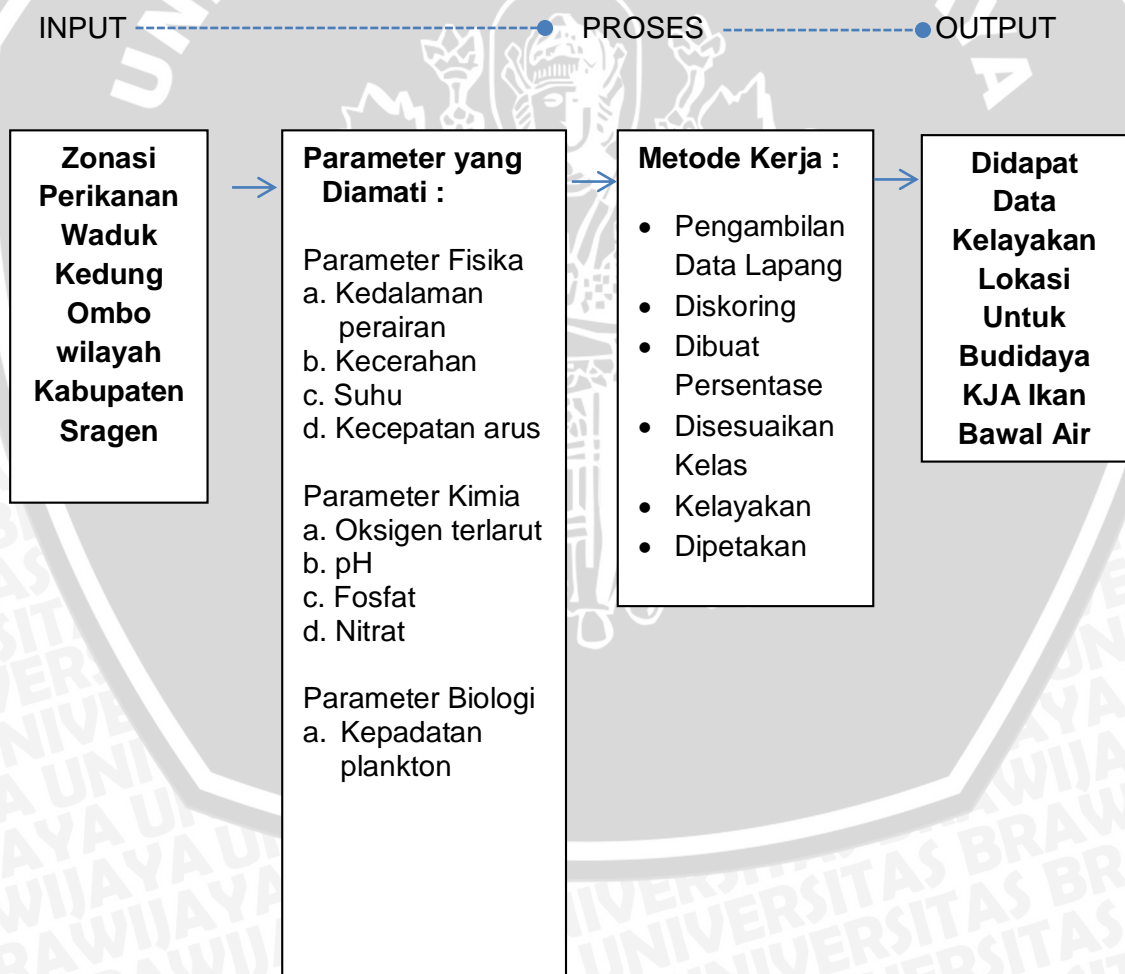 INPUT PROSES OUTPUT
Zonasi
Perikanan
Waduk
Kedung
Ombo
wilayah
Kabupaten
Sragen
Parameter yang
Diamati :
Parameter Fisika
a. Kedalaman
perairan
b. Kecerahan
c. Suhu
d. Kecepatan arus
Parameter Kimia
a. Oksigen terlarut
b. pH
c. Fosfat
d. Nitrat
Parameter Biologi
a. Kepadatan
plankton
Metode Kerja :
• Pengambilan
Data Lapang
• Diskoring
• Dibuat
Persentase
• Disesuaikan
Kelas
• Kelayakan
• Dipetakan
Didapat
Data
Kelayakan
Lokasi
Untuk
Budidaya
KJA Ikan
Bawal Air